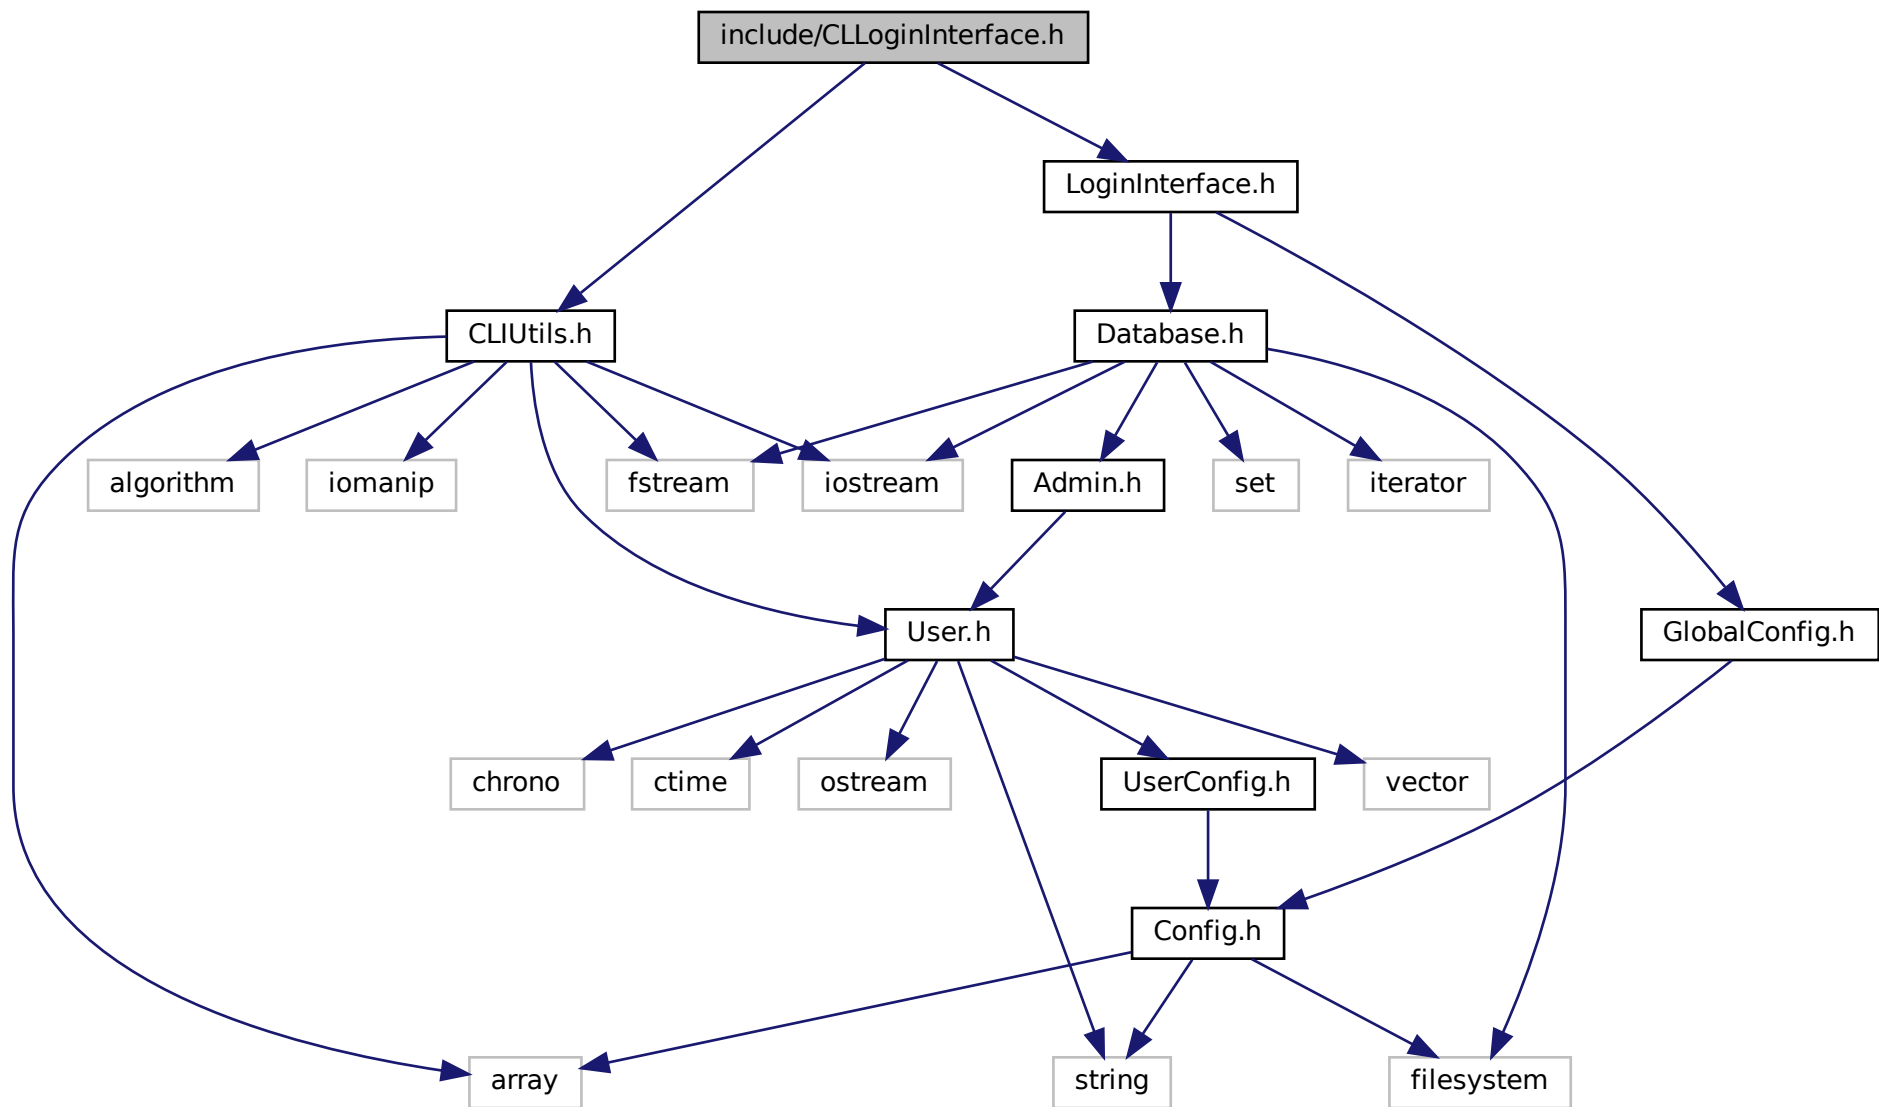 include/CLLoginInterface.h
LoginInterface.h
CLIUtils.h
Database.h
algorithm
iomanip
fstream
iostream
Admin.h
set
iterator
User.h
GlobalConfig.h
chrono
ctime
ostream
UserConfig.h
vector
Config.h
array
string
filesystem